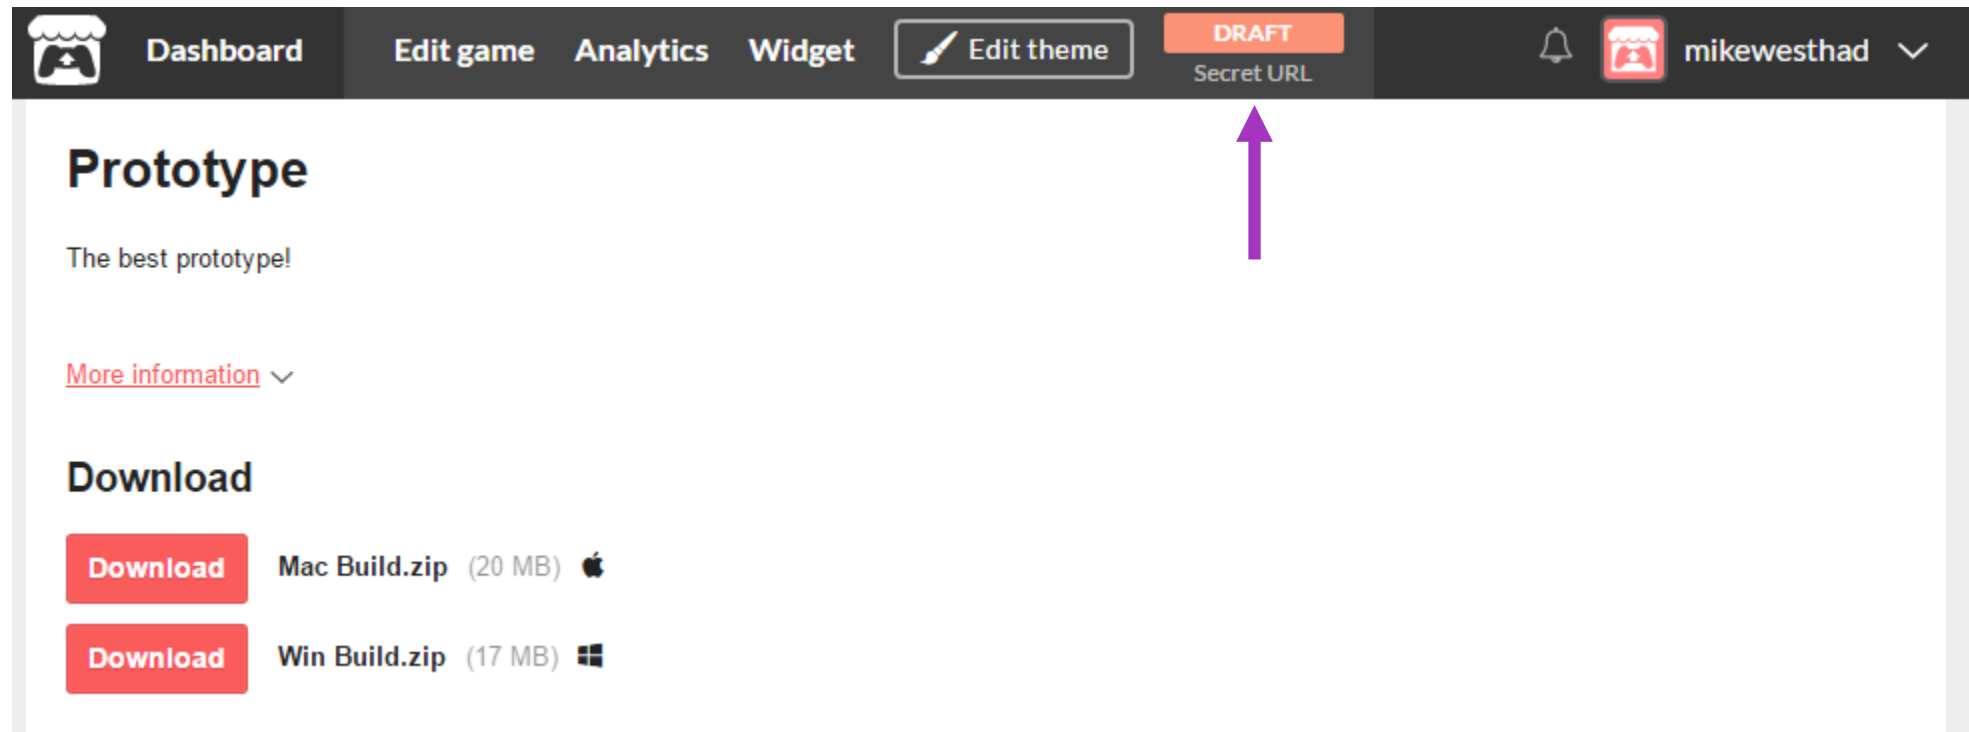 Dashboard Edit game Analytics Widget Edit theme DRAFT mikewesthad
Secret URL
Prototype
The best prototype!
More information
Download
Download Mac Build.zip (20 MB)
Download Win Build.zip (17 MB)